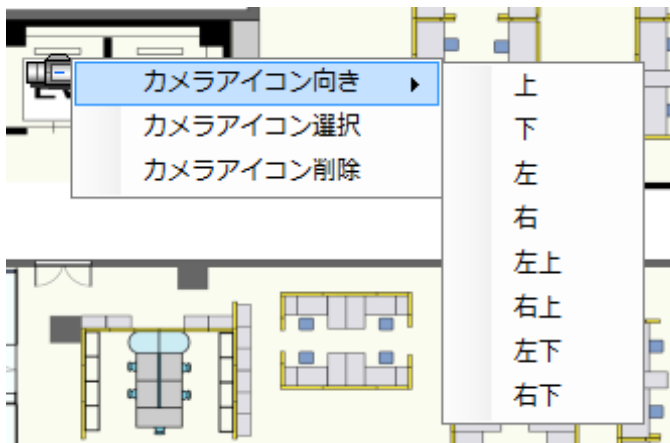 カメラアイコン向き
カメラアイコン選択
カメラアイコン削除
上
下
左
右
左上
右上
左下
右下